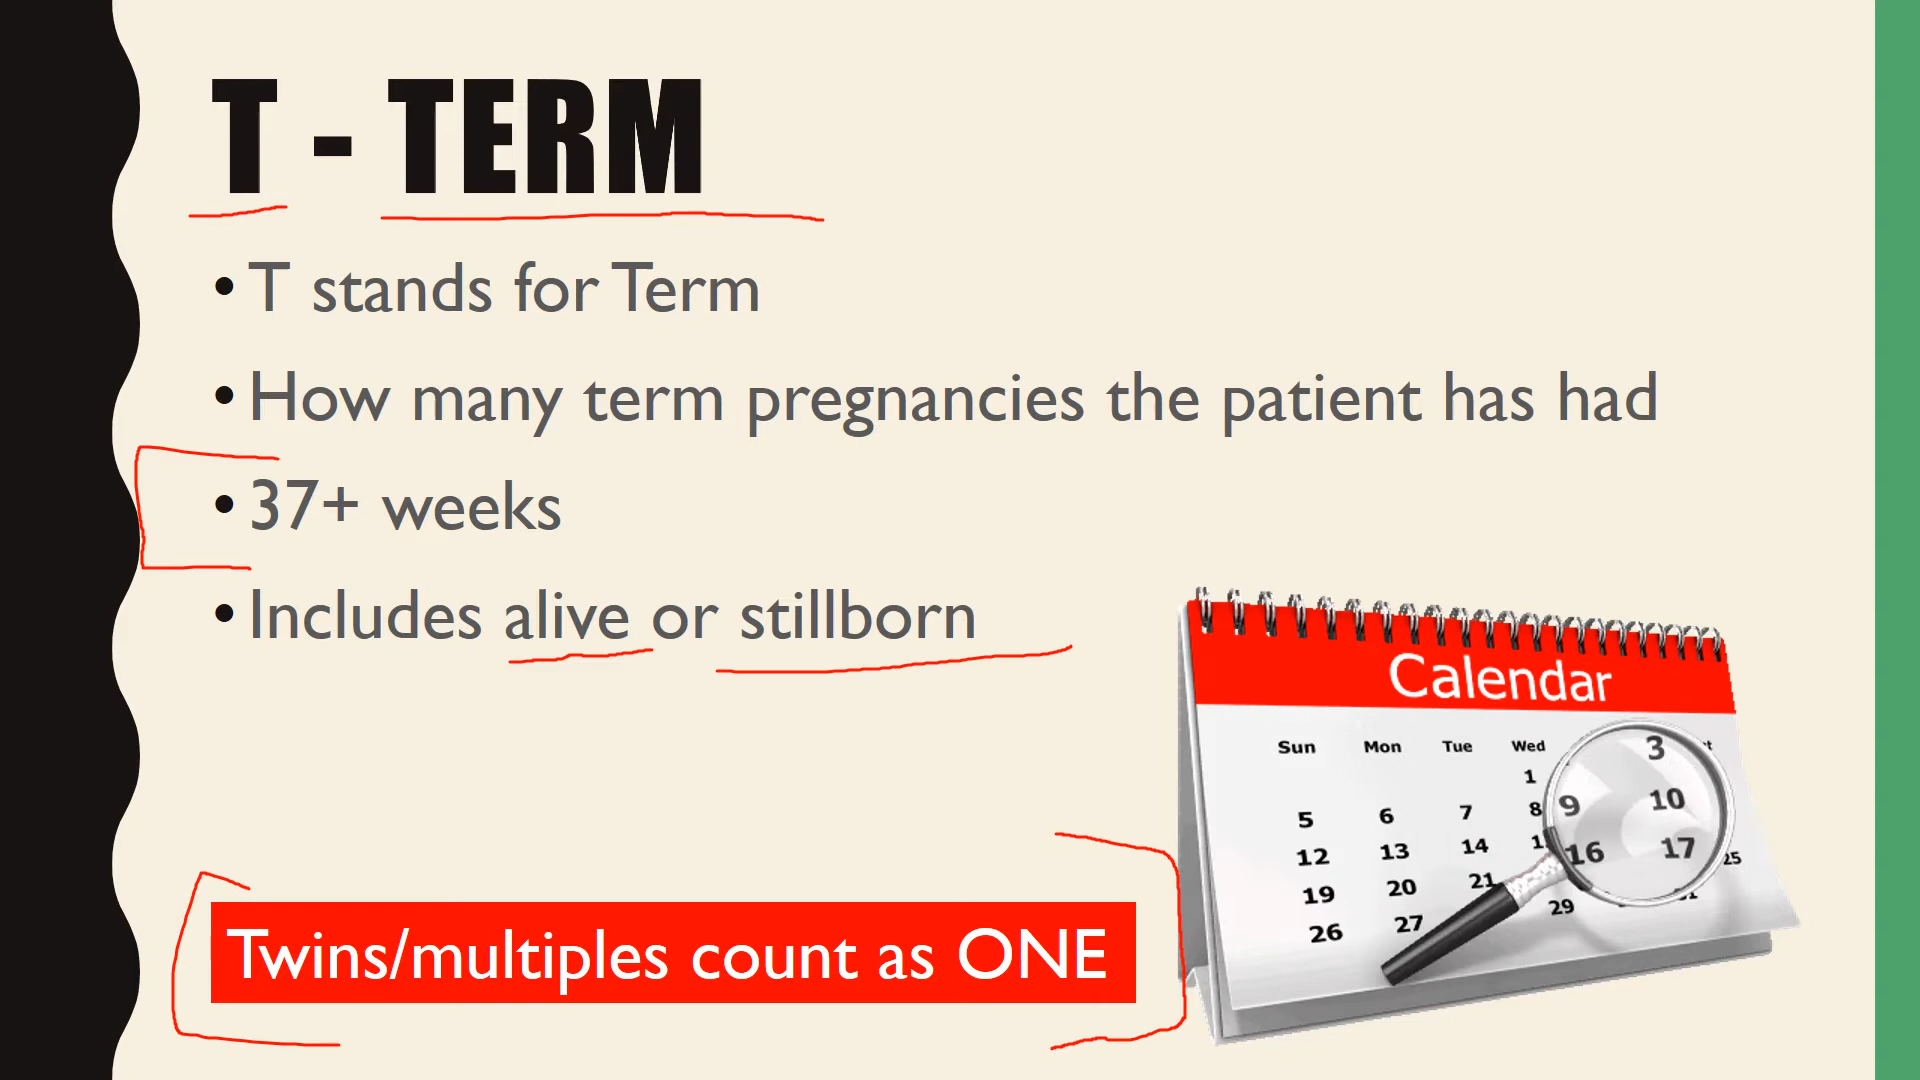 T - TERM
• T stands for Term
• How many term pregnancies the patient has had
• 37+ weeks
• Includes alive or stillborn
Twins/multiples count as ONE
Calendar
Sun Mon Tue Wed
1 3
5 6 7 8 9 10
12 13 14 16 17
19 20 21 25
26 27 29